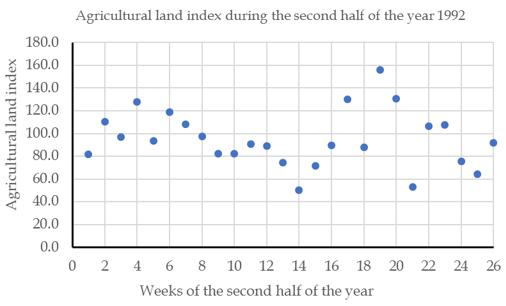 Agricultural land index during the second half of the year 1992
180.0
160.0
140.0
120.0
100.0
80.0
60.0
40.0
20.0
0.0
Agricultural land index
0 2 4 6 8 10 12 14 16 18 20 22 24 26
Weeks of the second half of the year